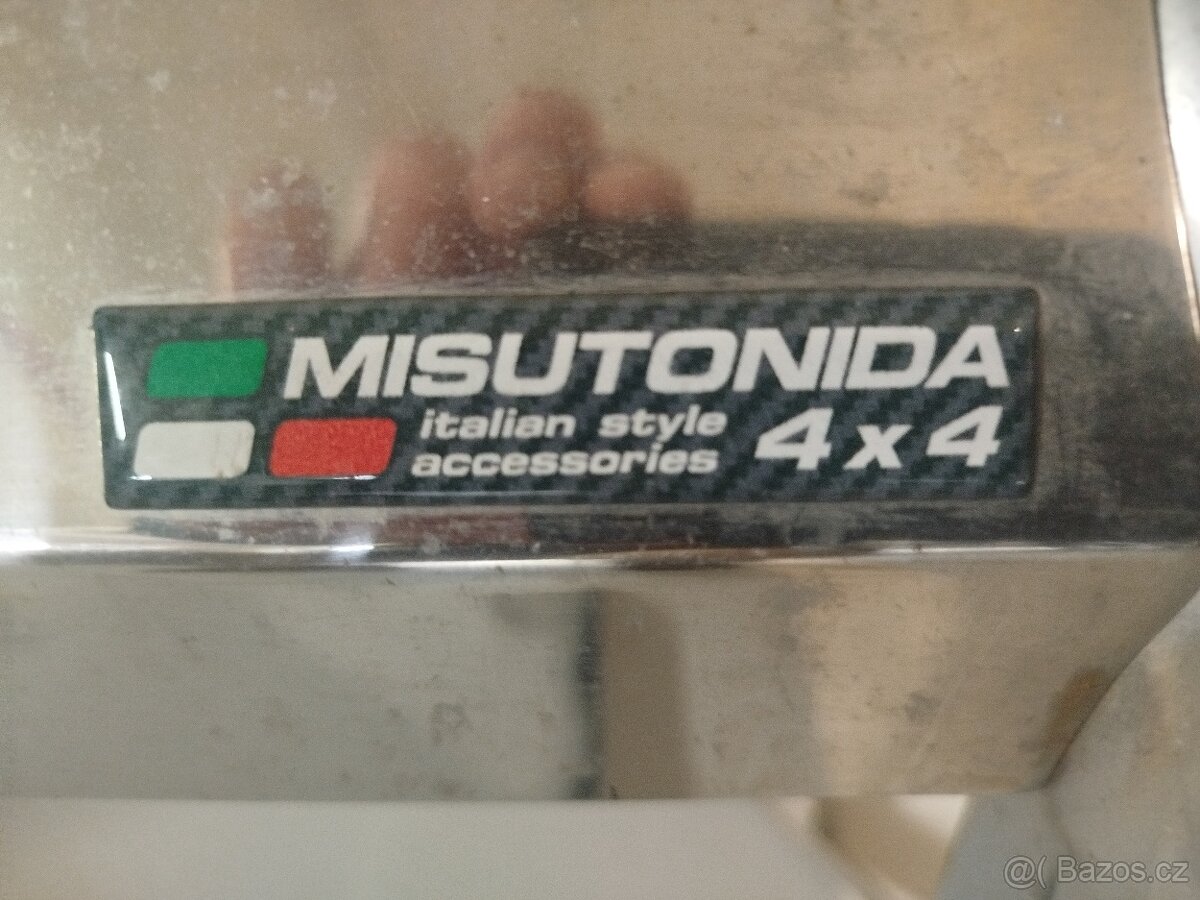 MISUTONIDA
italian style
accessories
4x4
@( Bazos.cz